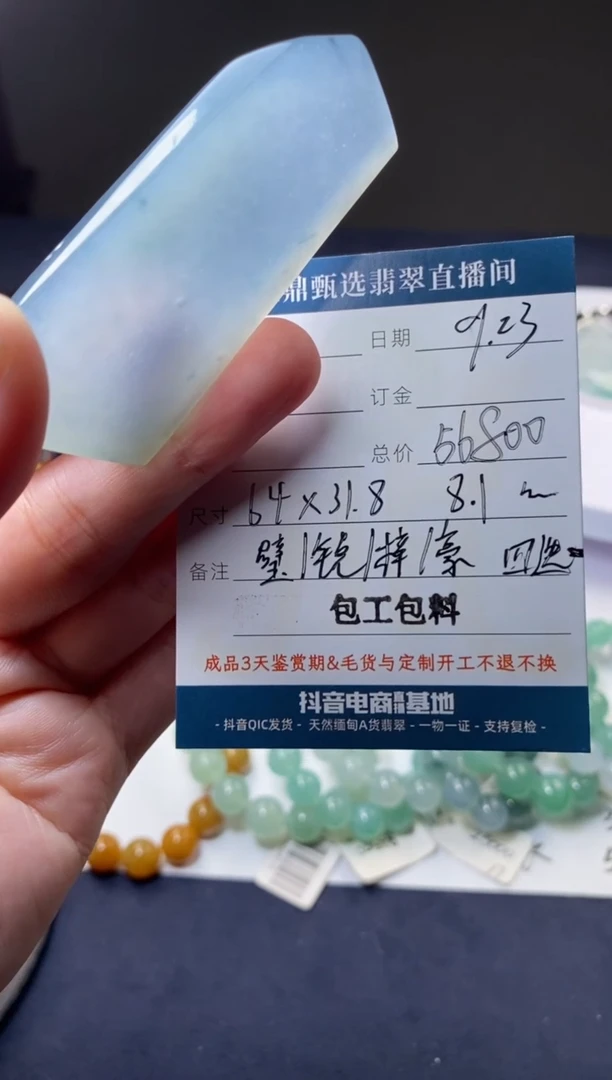 鼎甄选翡翠直播间
日期 9.23
订金
总价 56800
尺寸 64×31.8 8.1
备注
包工包料
成品3天鉴赏期&毛货与定制开工不退不换
抖音电商 基地
- 抖音QIC发货 - 天然缅甸A货翡翠 - 一物一证 - 支持复检 -